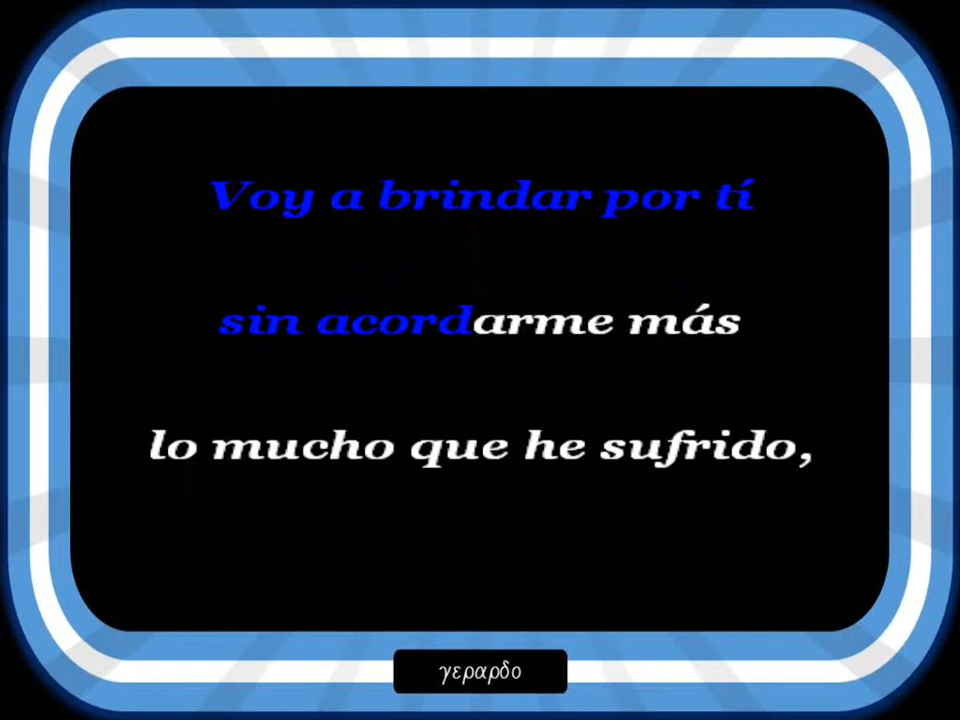 Voy a brindar por tí
sin acordarme más
lo mucho que he sufrido,
γεραρδο